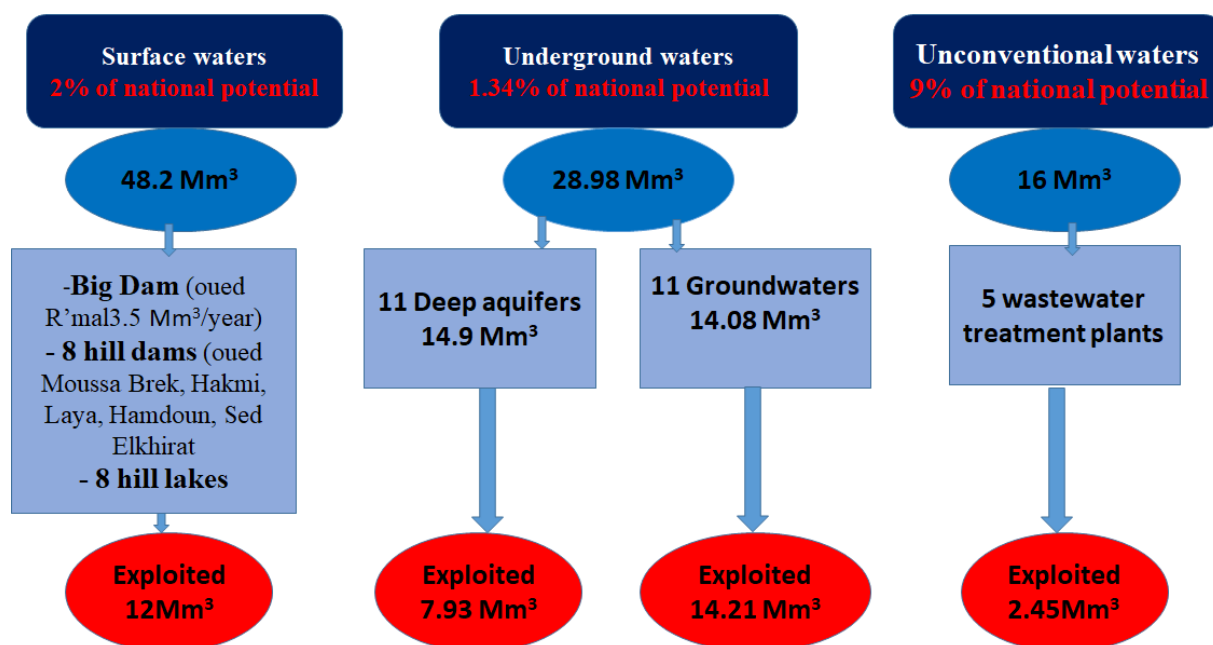 Surface waters
2% of national potential
48.2 Mm³
-Big Dam (oued
R’mal3.5 Mm³/year)
- 8 hill dams (oued
Moussa Brek, Hakmi,
Laya, Hamdoun, Sed
Elkhirat
- 8 hill lakes
Exploited
12Mm³
Underground waters
1.34% of national potential
28.98 Mm³
11 Deep aquifers
14.9 Mm³
Exploited
7.93 Mm³
11 Groundwaters
14.08 Mm³
Exploited
14.21 Mm³
Unconventional waters
9% of national potential
16 Mm³
5 wastewater
treatment plants
Exploited
2.45Mm³